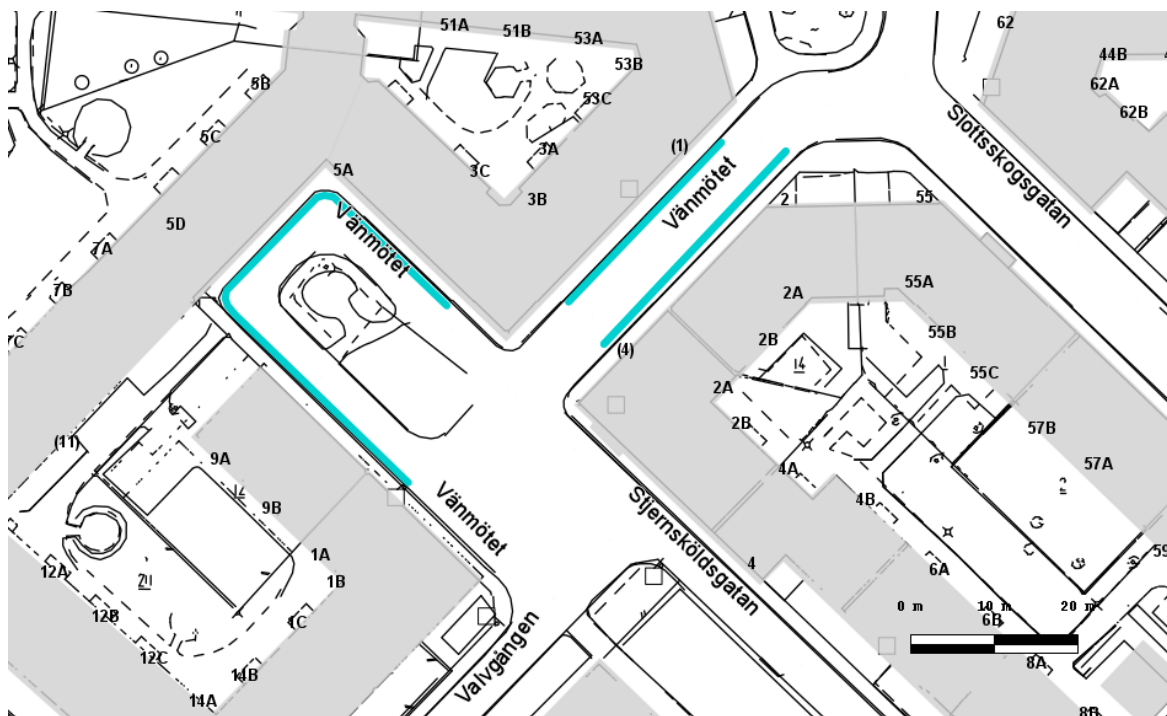 51A
51B
53A
53B
53C
62
44B
62A
62B
5B
5C
5D
5A
3C
3B
3A
(1)
Vänmötet
Slottsskogsgatan
2
55
7A
7B
Vänmötet
2A
55A
55B
55C
2B
14
(4)
2A
2B
57B
57A
4A
4B
(11)
9A
9B
Vänmötet
Stjernsköldsgatan
1A
1B
1C
12A
12B
12C
14B
14A
Valvgången
4
6A
6B
59
0 m 10 m 20 m
8A
8B